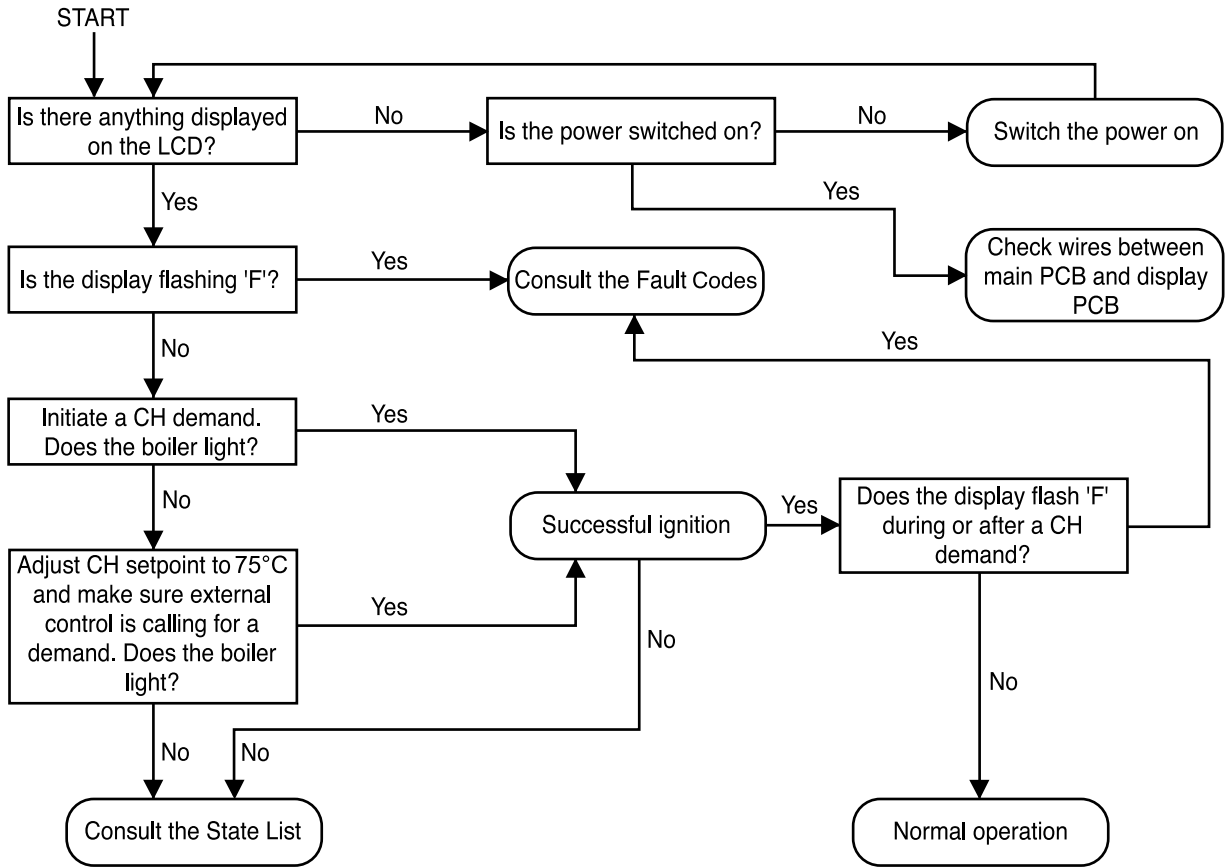 START
Is there anything displayed
on the LCD?
No
Is the power switched on?
No
Switch the power on
Yes
Yes
Is the display flashing 'F'?
Yes
Consult the Fault Codes
Check wires between
main PCB and display
PCB
No
Yes
Initiate a CH demand.
Does the boiler light?
Yes
No
Successful ignition
Yes
Does the display flash 'F'
during or after a CH
demand?
Adjust CH setpoint to 75°C
and make sure external
control is calling for a
demand. Does the boiler
light?
Yes
No
No
No
No
Consult the State List
Normal operation